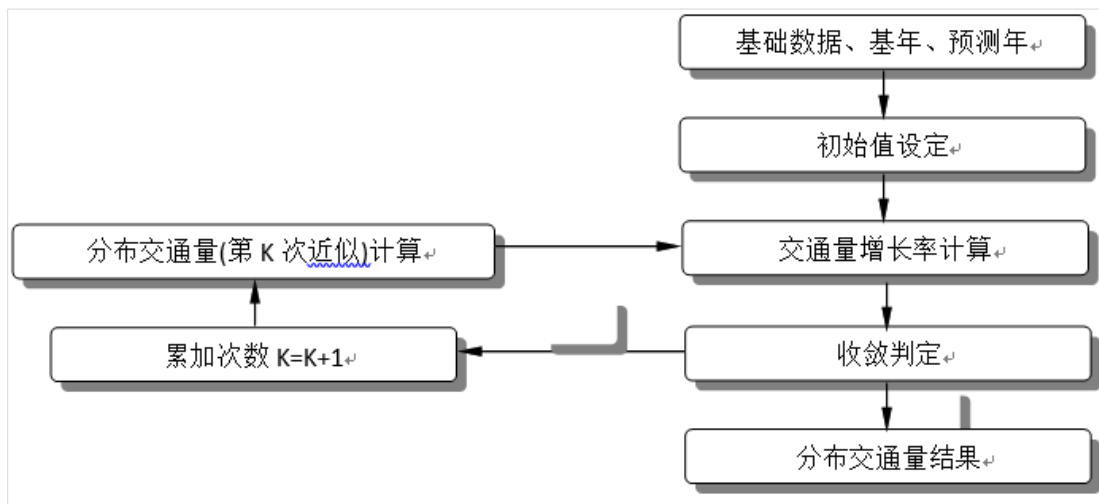 基础数据、基年、预测年
初始值设定
分布交通量(第 K 次近似)计算
交通量增长率计算
累加次数 K=K+1
收敛判定
分布交通量结果